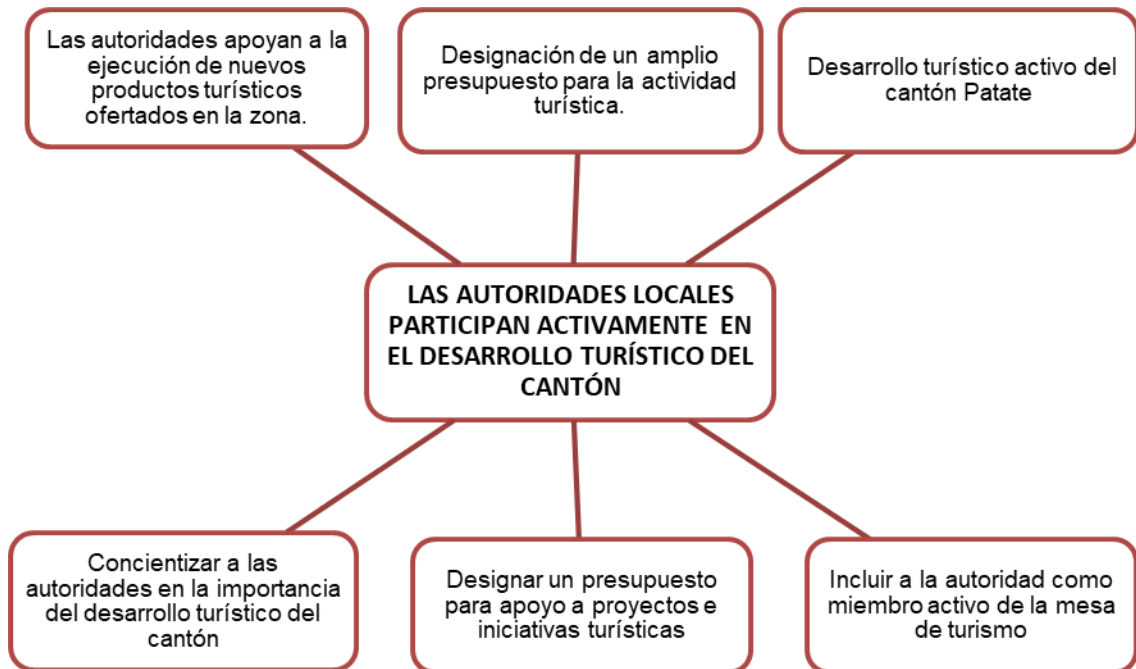 Las autoridades apoyan a la
ejecución de nuevos
productos turísticos
ofertados en la zona.
Designación de un amplio
presupuesto para la actividad
turística.
Desarrollo turístico activo del
cantón Patate
LAS AUTORIDADES LOCALES
PARTICIPAN ACTIVAMENTE EN
EL DESARROLLO TURÍSTICO DEL
CANTÓN
Concientizar a las
autoridades en la importancia
del desarrollo turístico del
cantón
Designar un presupuesto
para apoyo a proyectos e
iniciativas turísticas
Incluir a la autoridad como
miembro activo de la mesa
de turismo